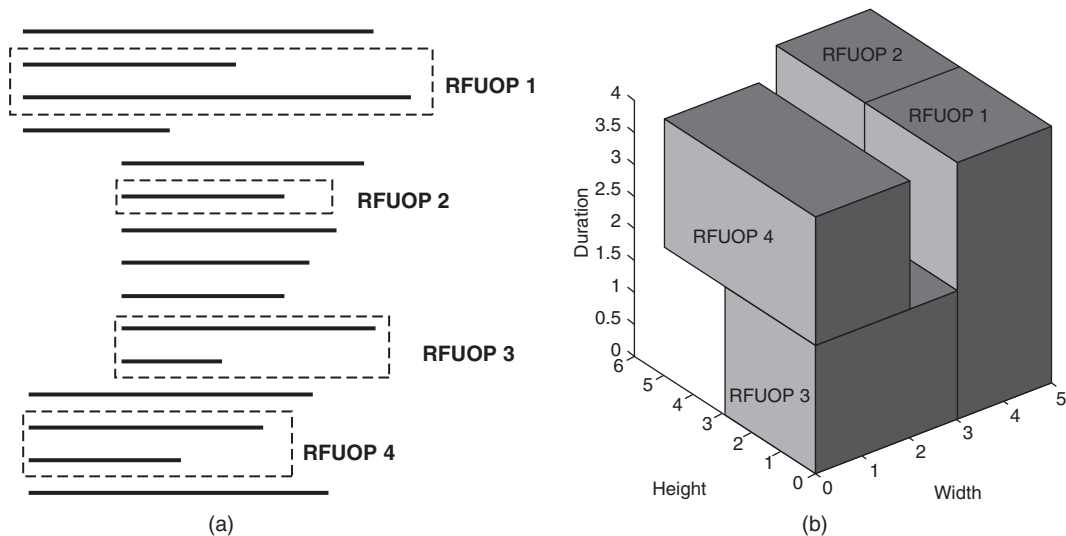 RFUOP 1
RFUOP 2
RFUOP 3
RFUOP 4
(a)
RFUOP 2
RFUOP 1
RFUOP 4
RFUOP 3
Duration
4
3.5
3
2.5
2
1.5
1
0.5
0
6
5
4
3
2
1
0
Height
0
1
2
3
4
5
Width
(b)